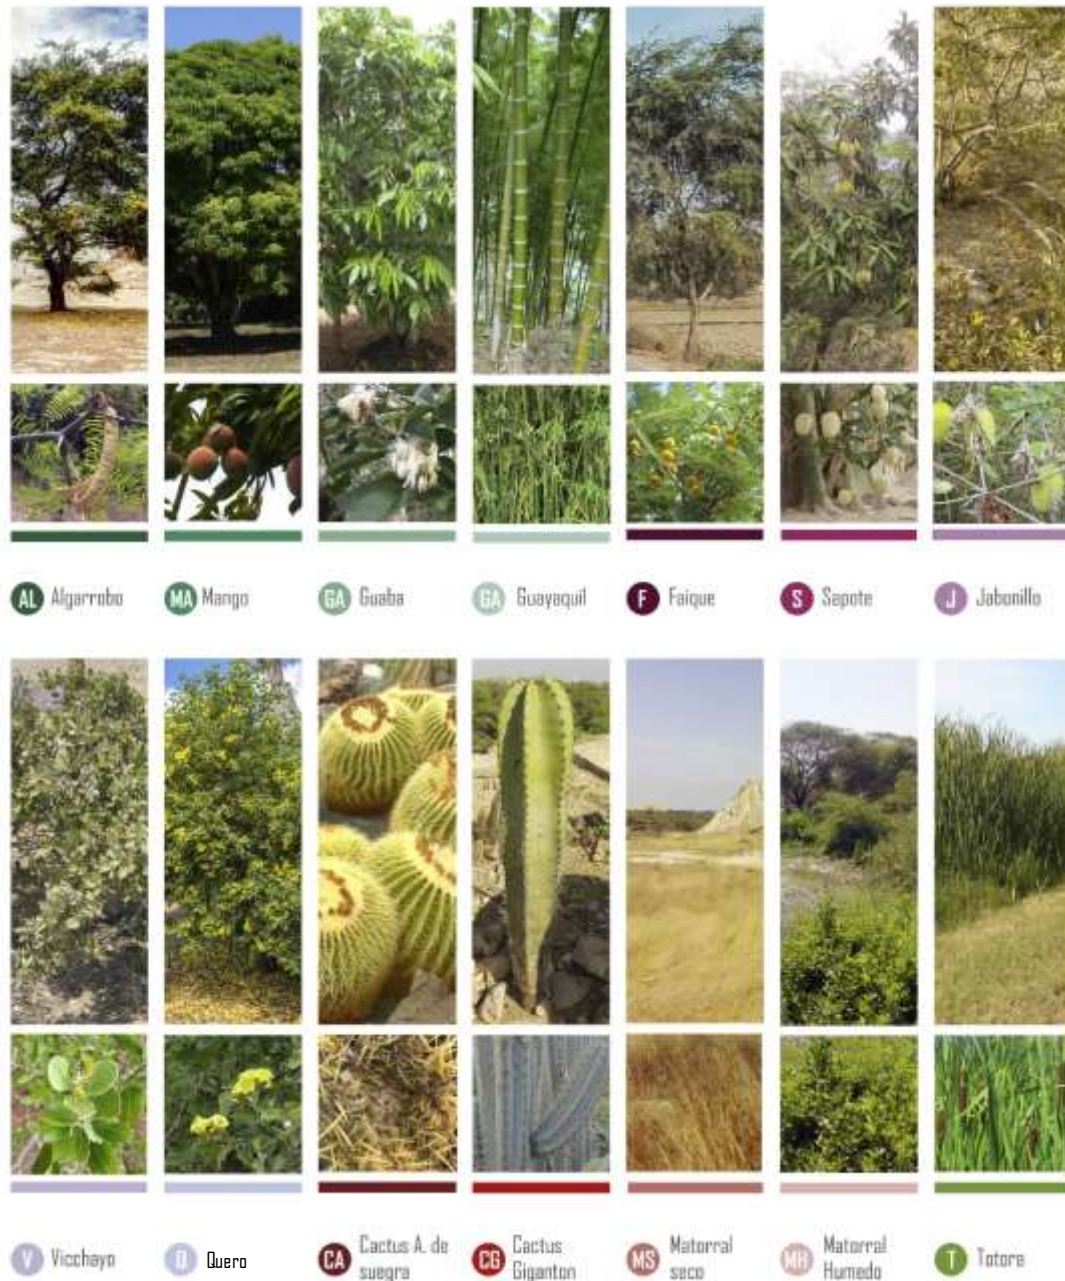 AL Algarrobo
MA Mango
GA Guaba
GA Guayaquil
F Faique
S Sapote
J Jabonillo
V Vicchayo
Q Quero
CA Cactus A. de
suegra
CG Cactus
Giganton
MS Matorral
seco
MH Matorral
Humedo
T Totora